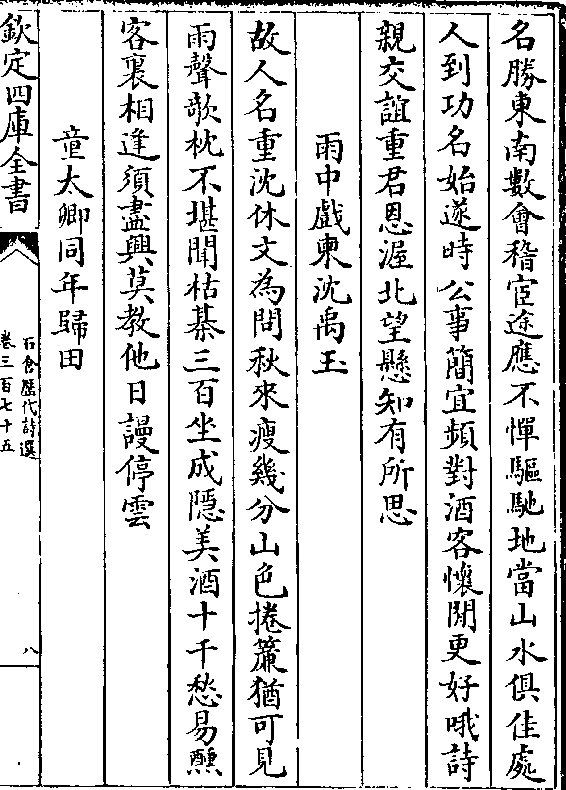 名勝東南數會稽宦途應不憚驅馳地當山水俱佳處
人到功名始遂時公事簡宜頻對酒客懷閒更好哦詩
親交誼重君恩渥北望懸知有所思
雨中戲東沈禹玉
故人名重沈休文為問秋來瘦幾分山色捲簾猶可見
雨聲欹枕不堪聞枯棊三百坐成隠美酒十千愁易醺
客裏相逢須盡興莫教他日謾停雲
童太卿同年歸田
欽定四庫全書
石倉歷代詩選
卷三百七十五
八